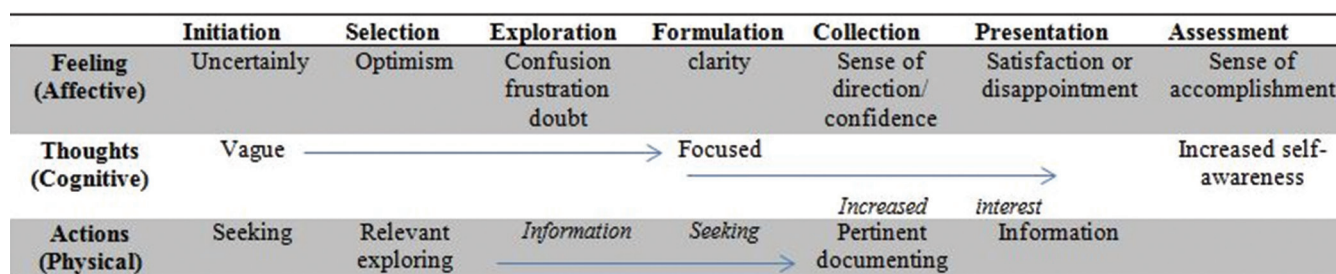 Initiation Selection Exploration Formulation Collection Presentation Assessment
Feeling Uncertainly Optimism Confusion clarity Sense of Satisfaction or Sense of
(Affective) frustration direction/ disappointment accomplishment
doubt confidence
Thoughts Vague Focused Increased self-
(Cognitive) awareness
Increased interest
Actions Seeking Relevant Information Seeking Pertinent Information
(Physical) exploring documenting